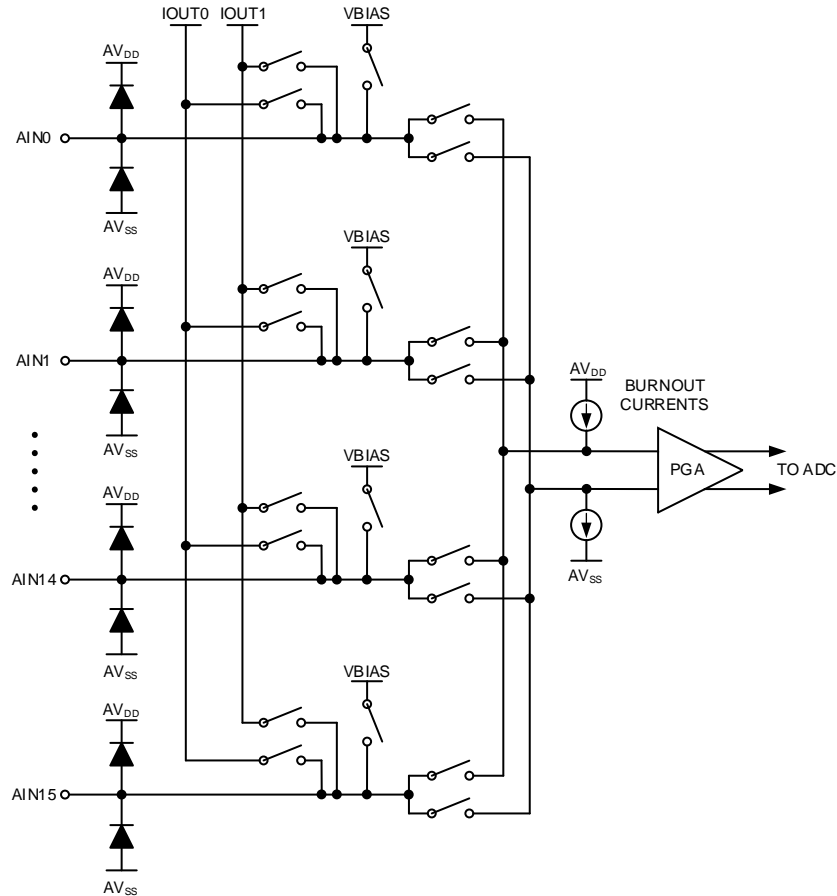 IOUT0 IOUT1 VBIAS
AVDD
AIN0
AVSS
VBIAS
AVDD
AIN1
AVSS
AVDD
BURNOUT
CURRENTS
PGA
TO ADC
AVSS
VBIAS
AVDD
AIN14
AVSS
VBIAS
AVDD
AIN15
AVSS